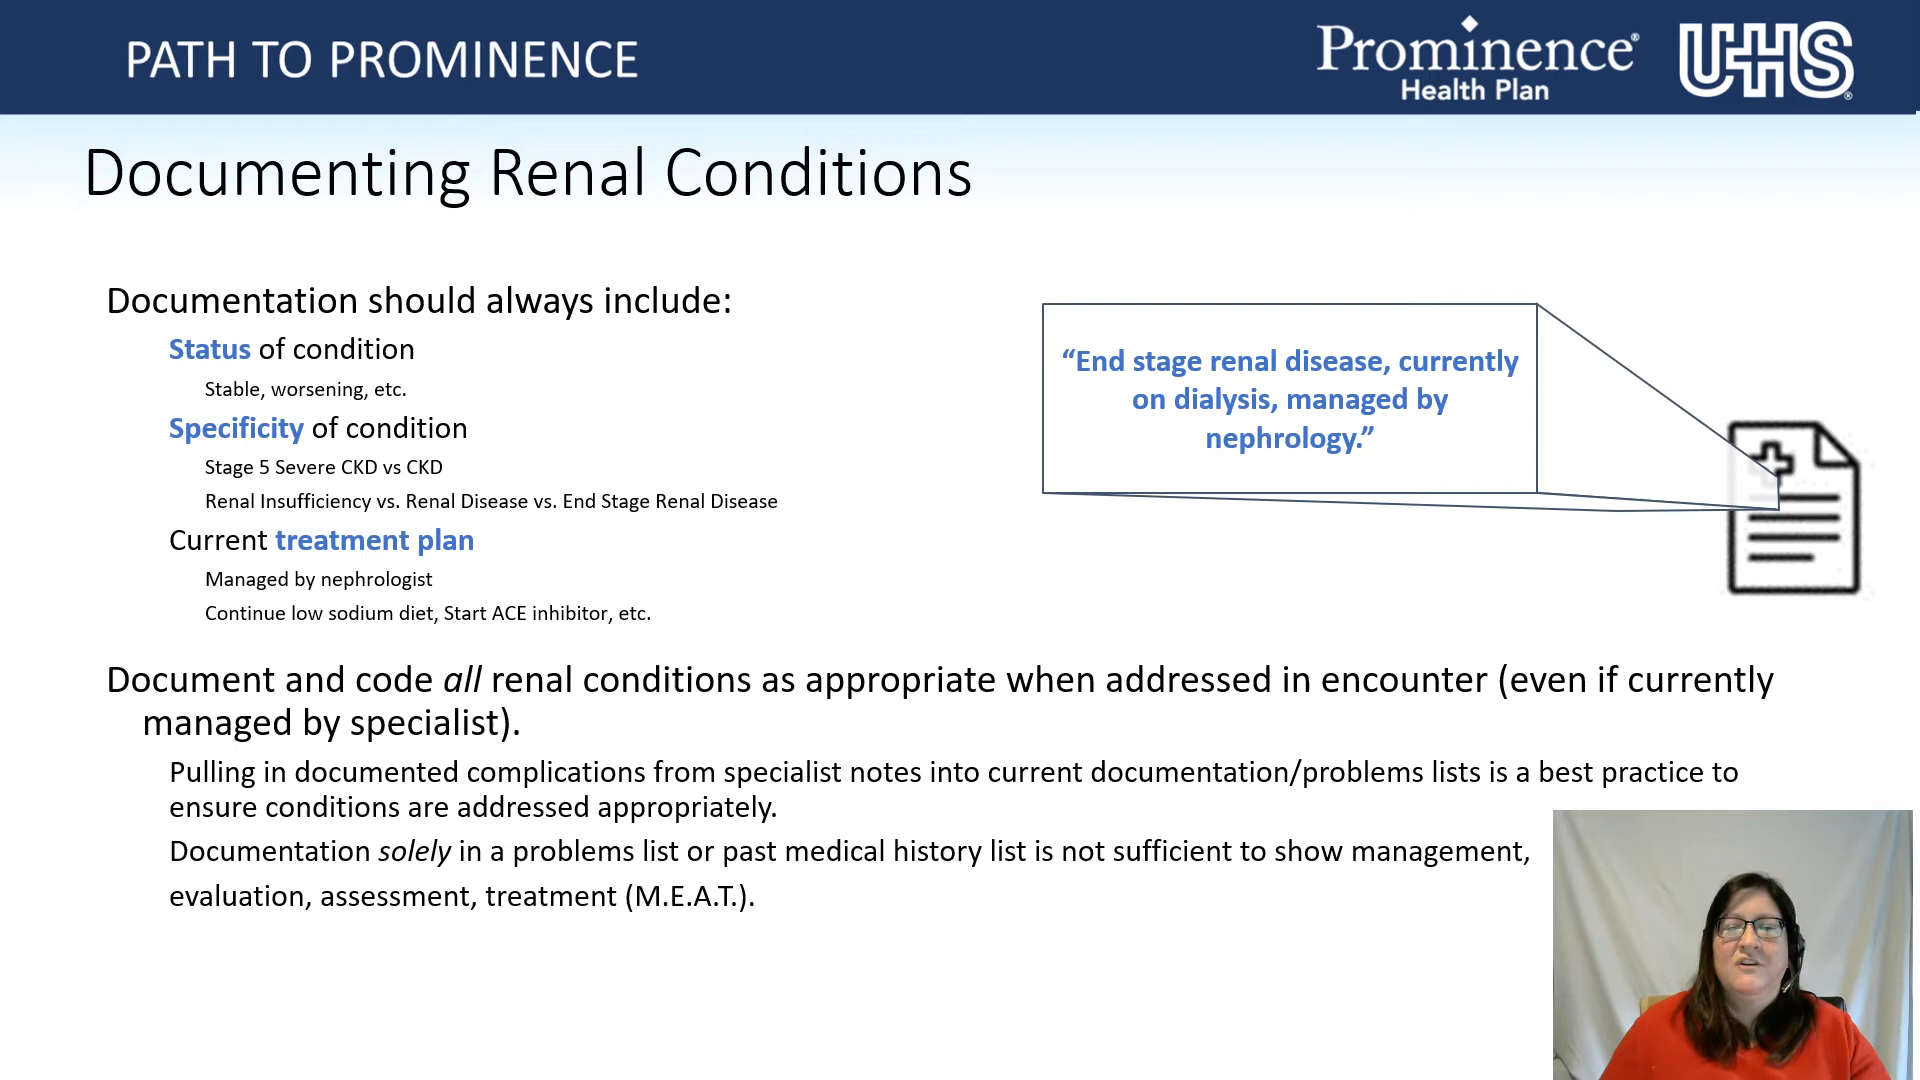 PATH TO PROMINENCE
Prominence®
Health Plan
UHS®
Documenting Renal Conditions
Documentation should always include:
Status of condition
Stable, worsening, etc.
Specificity of condition
Stage 5 Severe CKD vs CKD
Renal Insufficiency vs. Renal Disease vs. End Stage Renal Disease
Current treatment plan
Managed by nephrologist
Continue low sodium diet, Start ACE inhibitor, etc.
“End stage renal disease, currently
on dialysis, managed by
nephrology.”
Document and code all renal conditions as appropriate when addressed in encounter (even if currently
managed by specialist).
Pulling in documented complications from specialist notes into current documentation/problems lists is a best practice to
ensure conditions are addressed appropriately.
Documentation solely in a problems list or past medical history list is not sufficient to show management,
evaluation, assessment, treatment (M.E.A.T.).